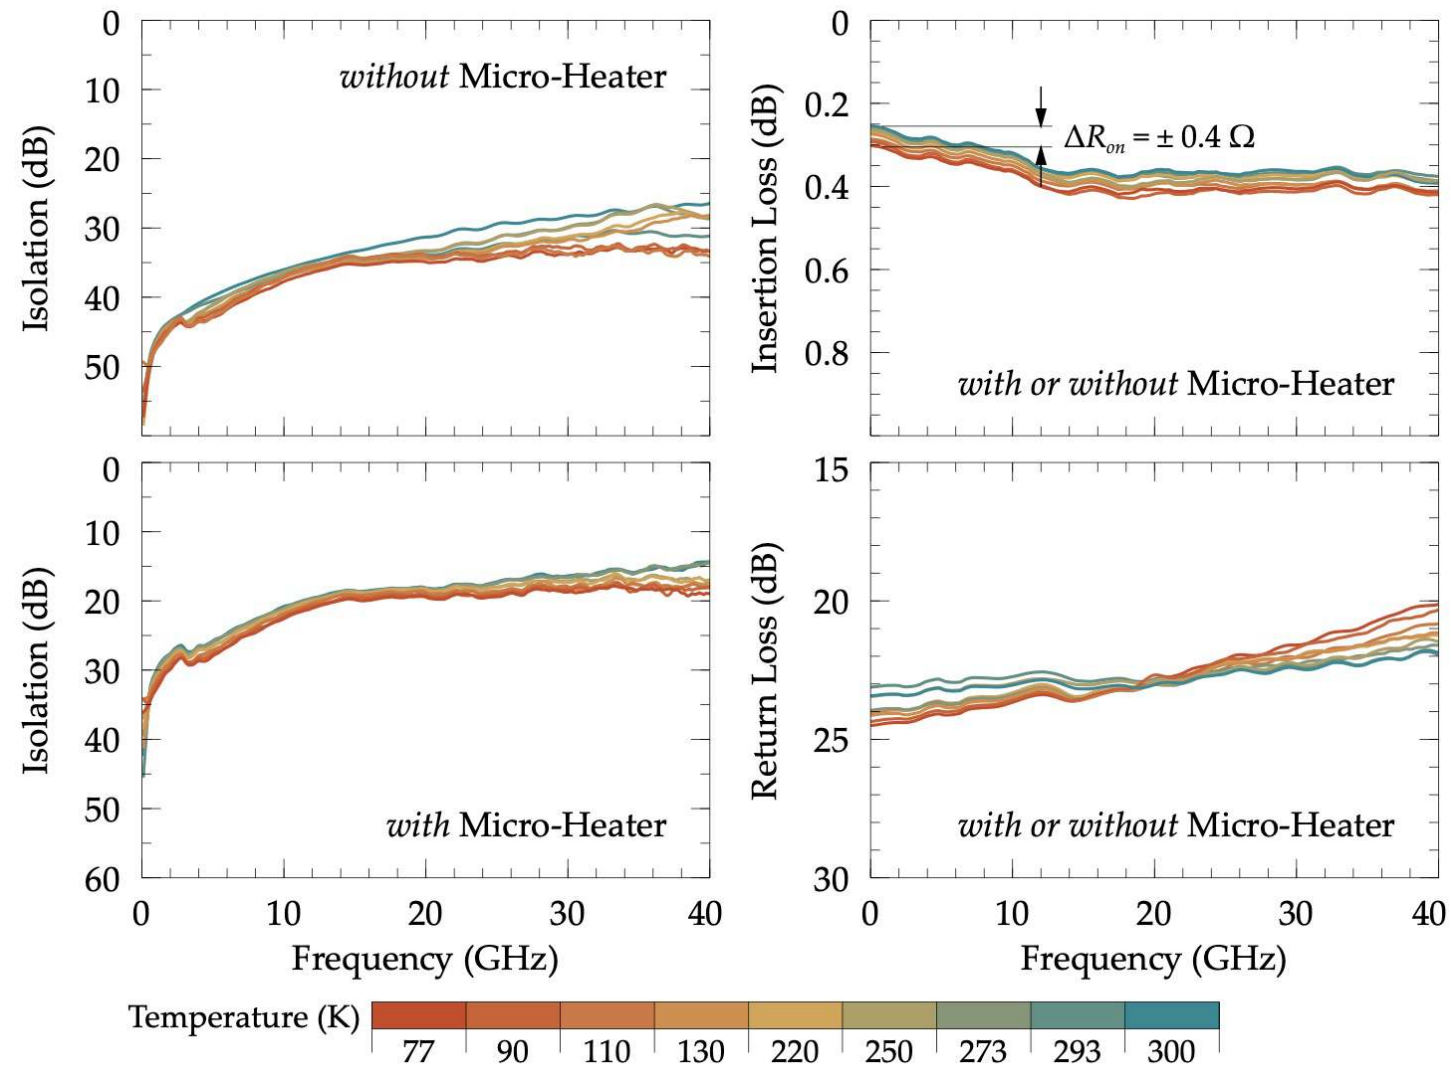 0
10
20
30
40
50
Isolation (dB)
without Micro-Heater
0
0.2
0.4
0.6
0.8
Insertion Loss (dB)
ΔRon = ± 0.4 Ω
with or without Micro-Heater
0
10
20
30
40
50
60
Isolation (dB)
with Micro-Heater
0 10 20 30 40
Frequency (GHz)
15
20
25
30
Return Loss (dB)
with or without Micro-Heater
0 10 20 30 40
Frequency (GHz)
Temperature (K)
77 90 110 130 220 250 273 293 300